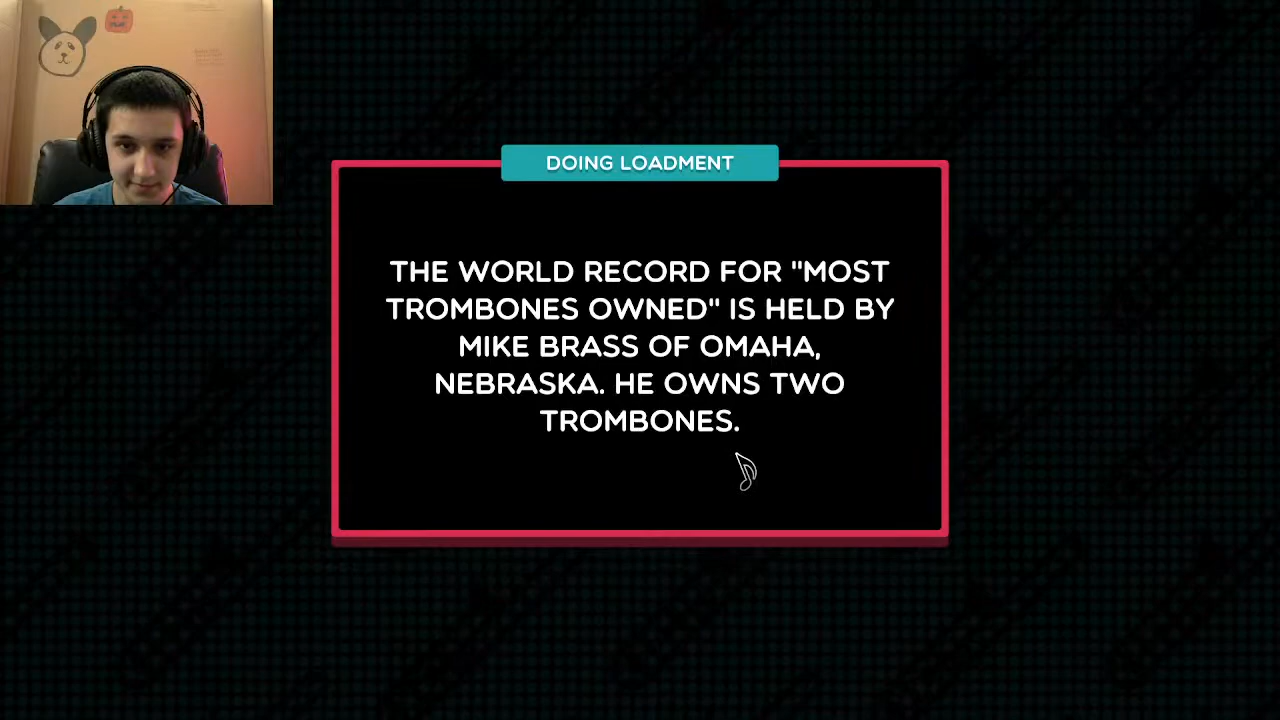 DOING LOADMENT
THE WORLD RECORD FOR "MOST
TROMBONES OWNED" IS HELD BY
MIKE BRASS OF OMAHA,
NEBRASKA. HE OWNS TWO
TROMBONES.